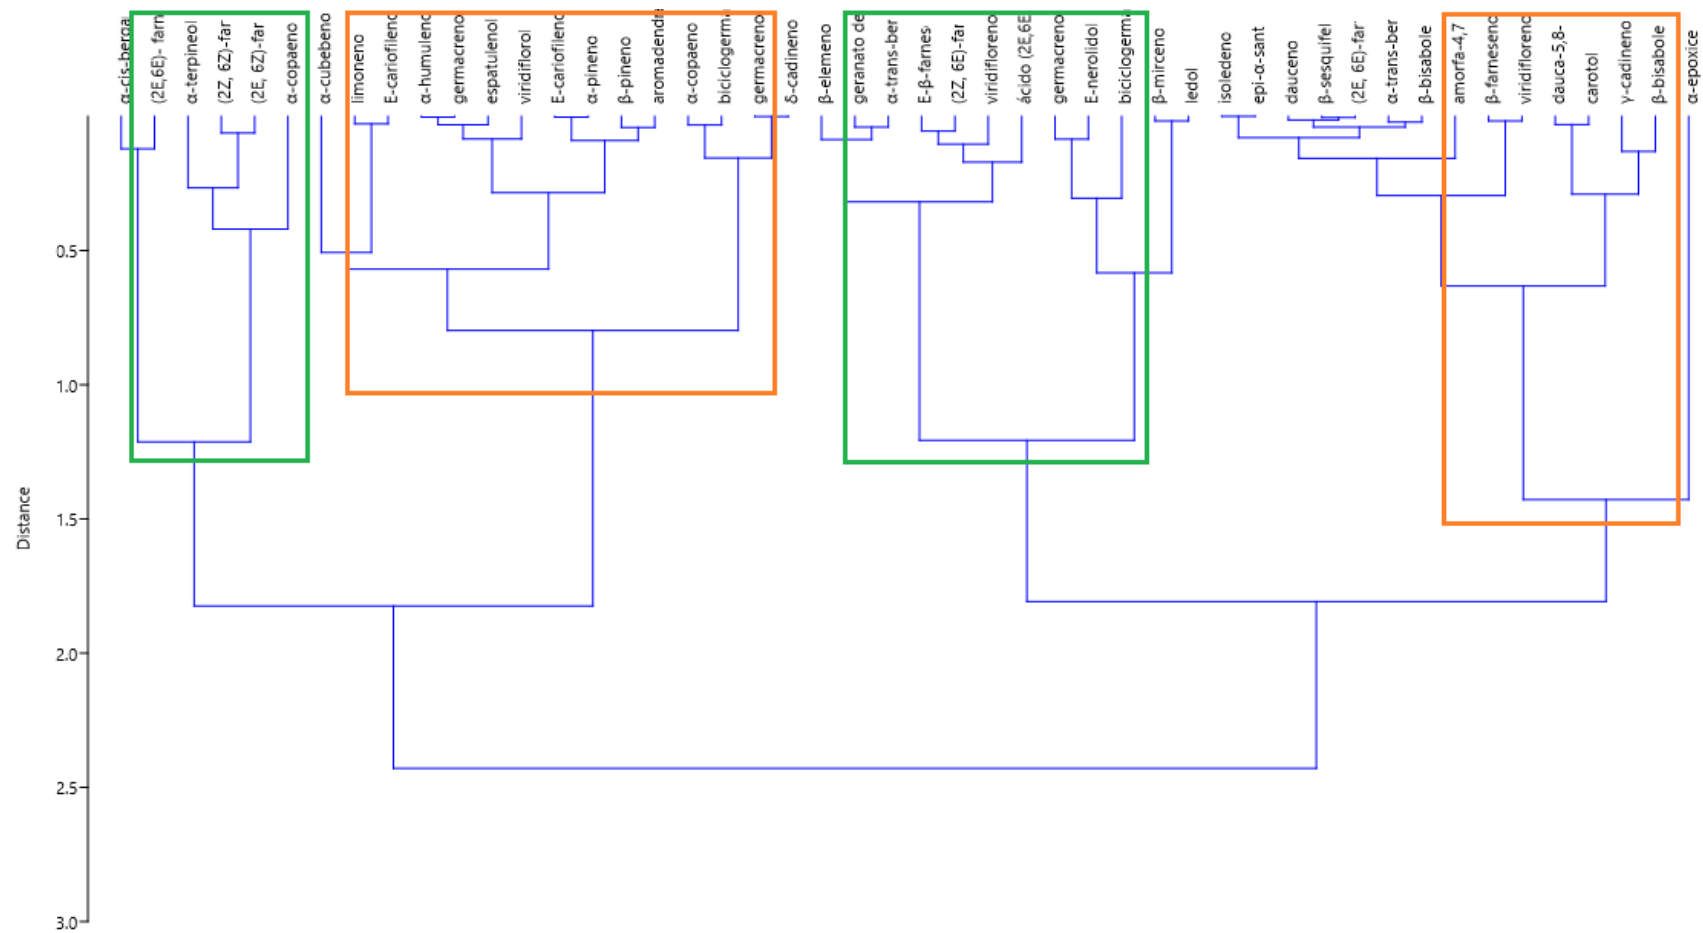 α-cis-berga
(2E,6E)- farn
α-terpineol
(2Z, 6Z)-far
(2E, 6Z)-far
α-copaeno
α-cubebeno
limoneno
E-cariofileno
α-humuleno
germacreno
espatulenol
viridiflorol
E-cariofileno
α-pineno
β-pineno
aromadendr
α-copaeno
biciclogerma
germacreno
δ-cadineno
β-elemeno
geranato de
α-trans-ber
E-β-farnes
(2Z, 6E)-far
viridifloreno
ácido (2E,6E
germacreno
E-nerolidol
biciclogerma
β-mirceno
ledol
isoledeno
epi-α-sant
dauceno
β-sesquifel
(2E, 6E)-far
α-trans-ber
β-bisabole
amorfa-4,7
β-farneseno
viridifloreno
dauca-5,8-
carotol
γ-cadineno
β-bisabole
α-epoxice
0.5
1.0
1.5
2.0
2.5
3.0
Distance